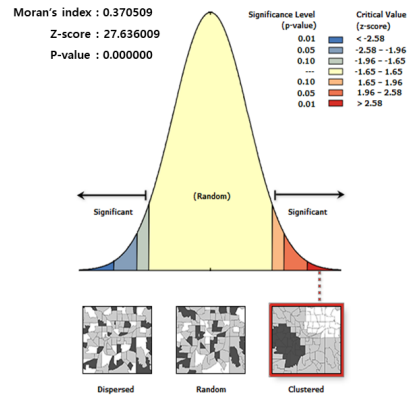 Moran's index : 0.370509
Z-score : 27.636009
P-value : 0.000000
Significance Level
(p-value)
Critical Value
(z-score)
0.01 < -2.58
0.05 -2.58 – -1.96
0.10 -1.96 – -1.65
--- -1.65 – 1.65
0.10 1.65 – 1.96
0.05 1.96 – 2.58
0.01 > 2.58
Significant
(Random)
Significant
Dispersed
Random
Clustered